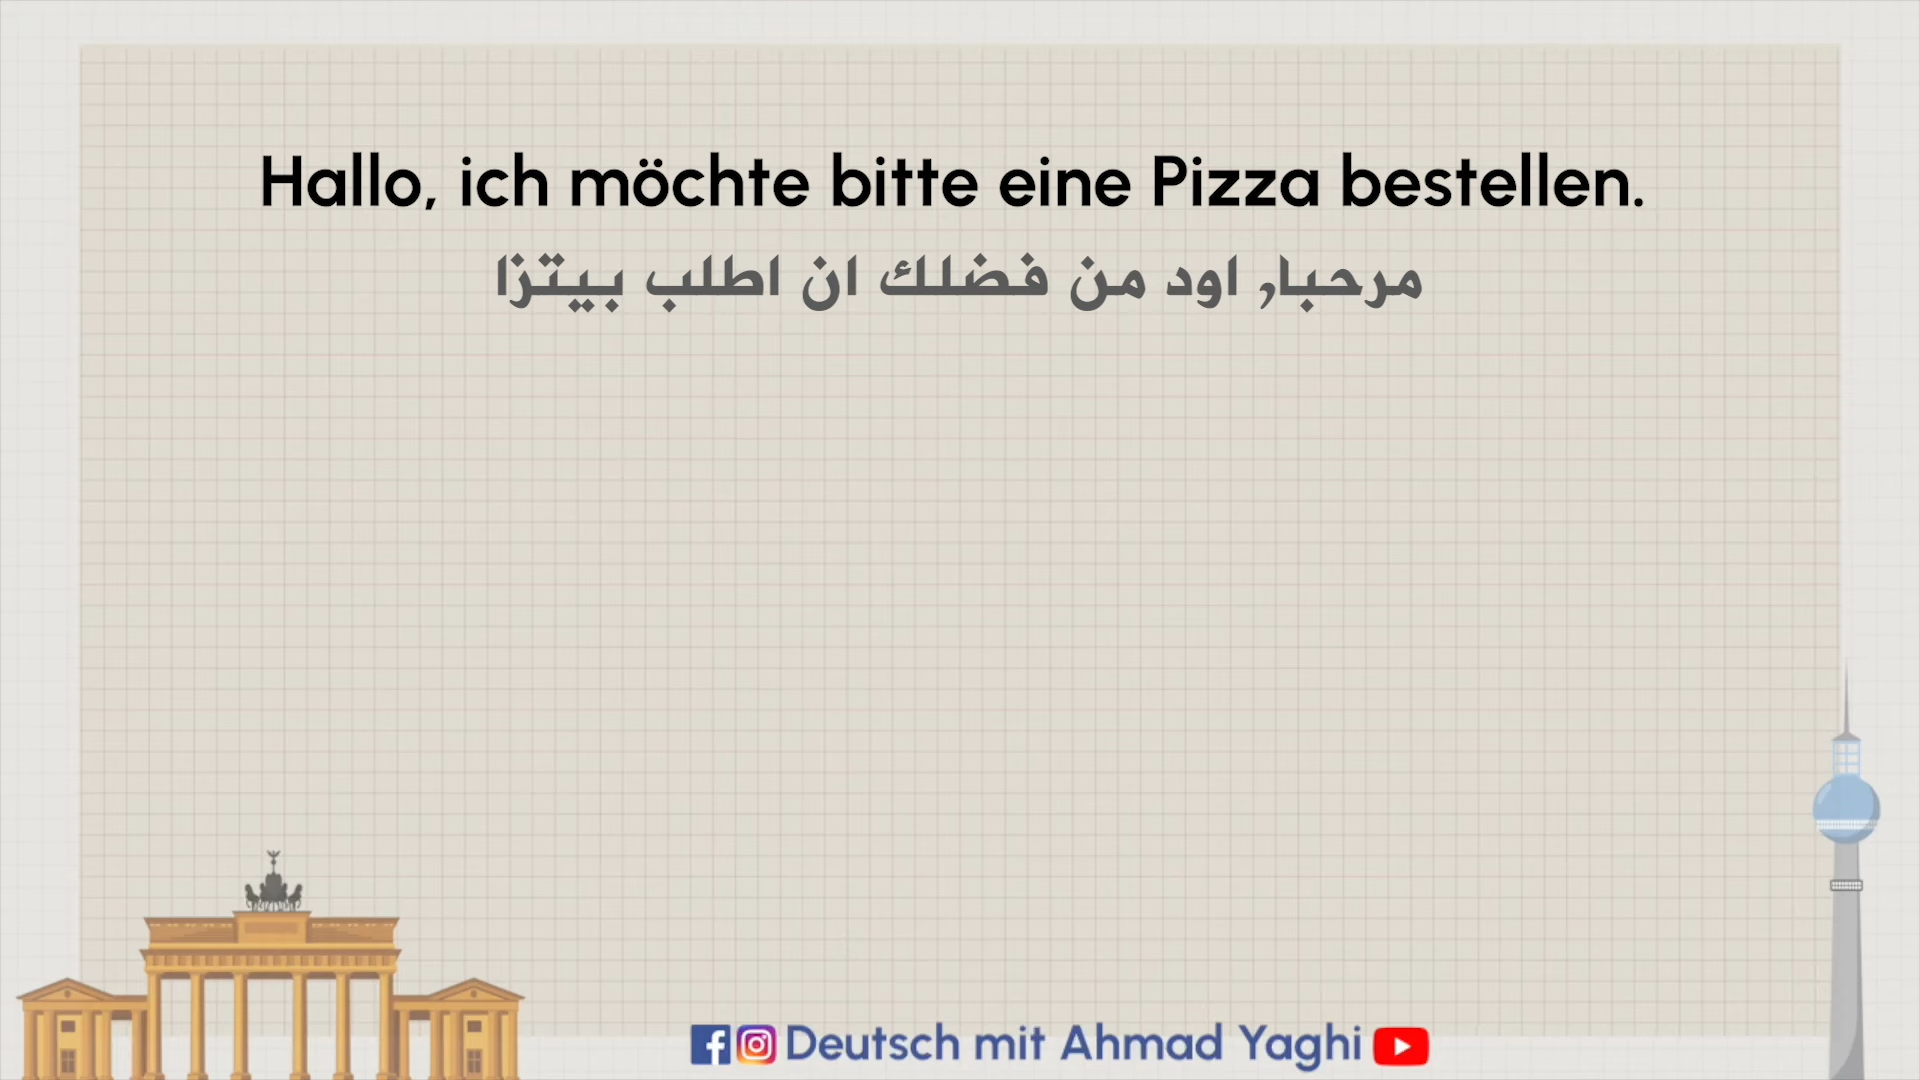 Hallo, ich möchte bitte eine Pizza bestellen.
مرحبا, اود من فضلك ان اطلب بيتزا
Deutsch mit Ahmad Yaghi